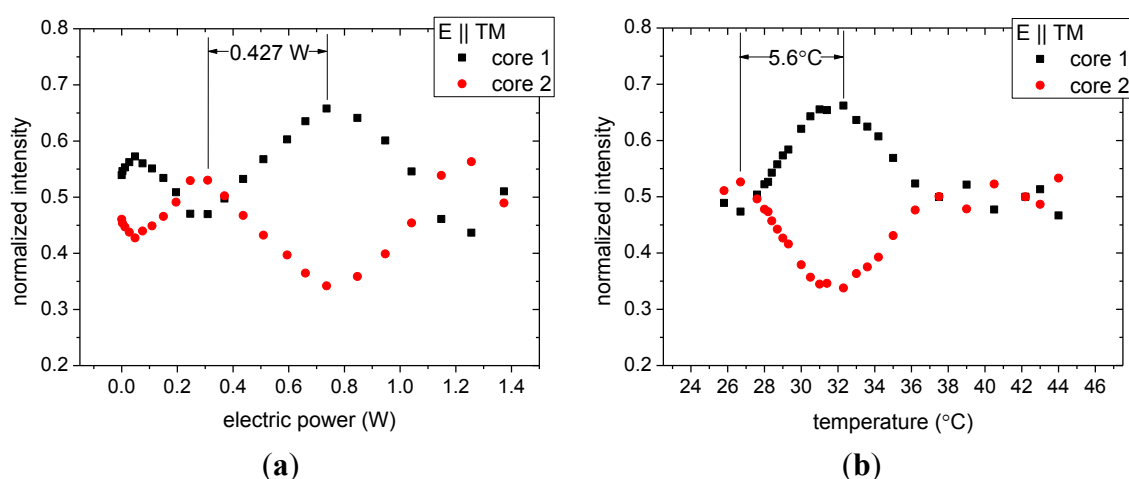 0.8
0.7
0.6
0.5
0.4
0.3
0.2
normalized intensity
0.0 0.2 0.4 0.6 0.8 1.0 1.2 1.4
electric power (W)
0.427 W
E || TM
core 1
core 2
(a)
0.8
0.7
0.6
0.5
0.4
0.3
0.2
normalized intensity
24 26 28 30 32 34 36 38 40 42 44 46
temperature (°C)
5.6°C
E || TM
core 1
core 2
(b)